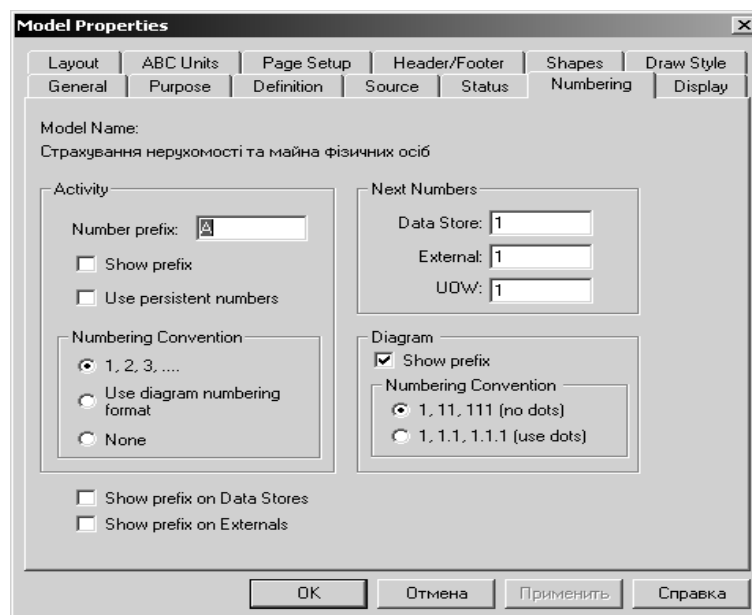 Model Properties
Layout
ABC Units
Page Setup
Header/Footer
Shapes
Draw Style
General
Purpose
Definition
Source
Status
Numbering
Display
Model Name:
Страхування нерухомості та майна фізичних осіб
Activity
Number prefix: A
Show prefix
Use persistent numbers
Numbering Convention
1, 2, 3, ....
Use diagram numbering
format
None
Next Numbers
Data Store: 1
External: 1
UOW: 1
Diagram
Show prefix
Numbering Convention
1, 11, 111 (no dots)
1, 1.1, 1.1.1 (use dots)
Show prefix on Data Stores
Show prefix on Externals
OK
Отмена
Применить
Справка